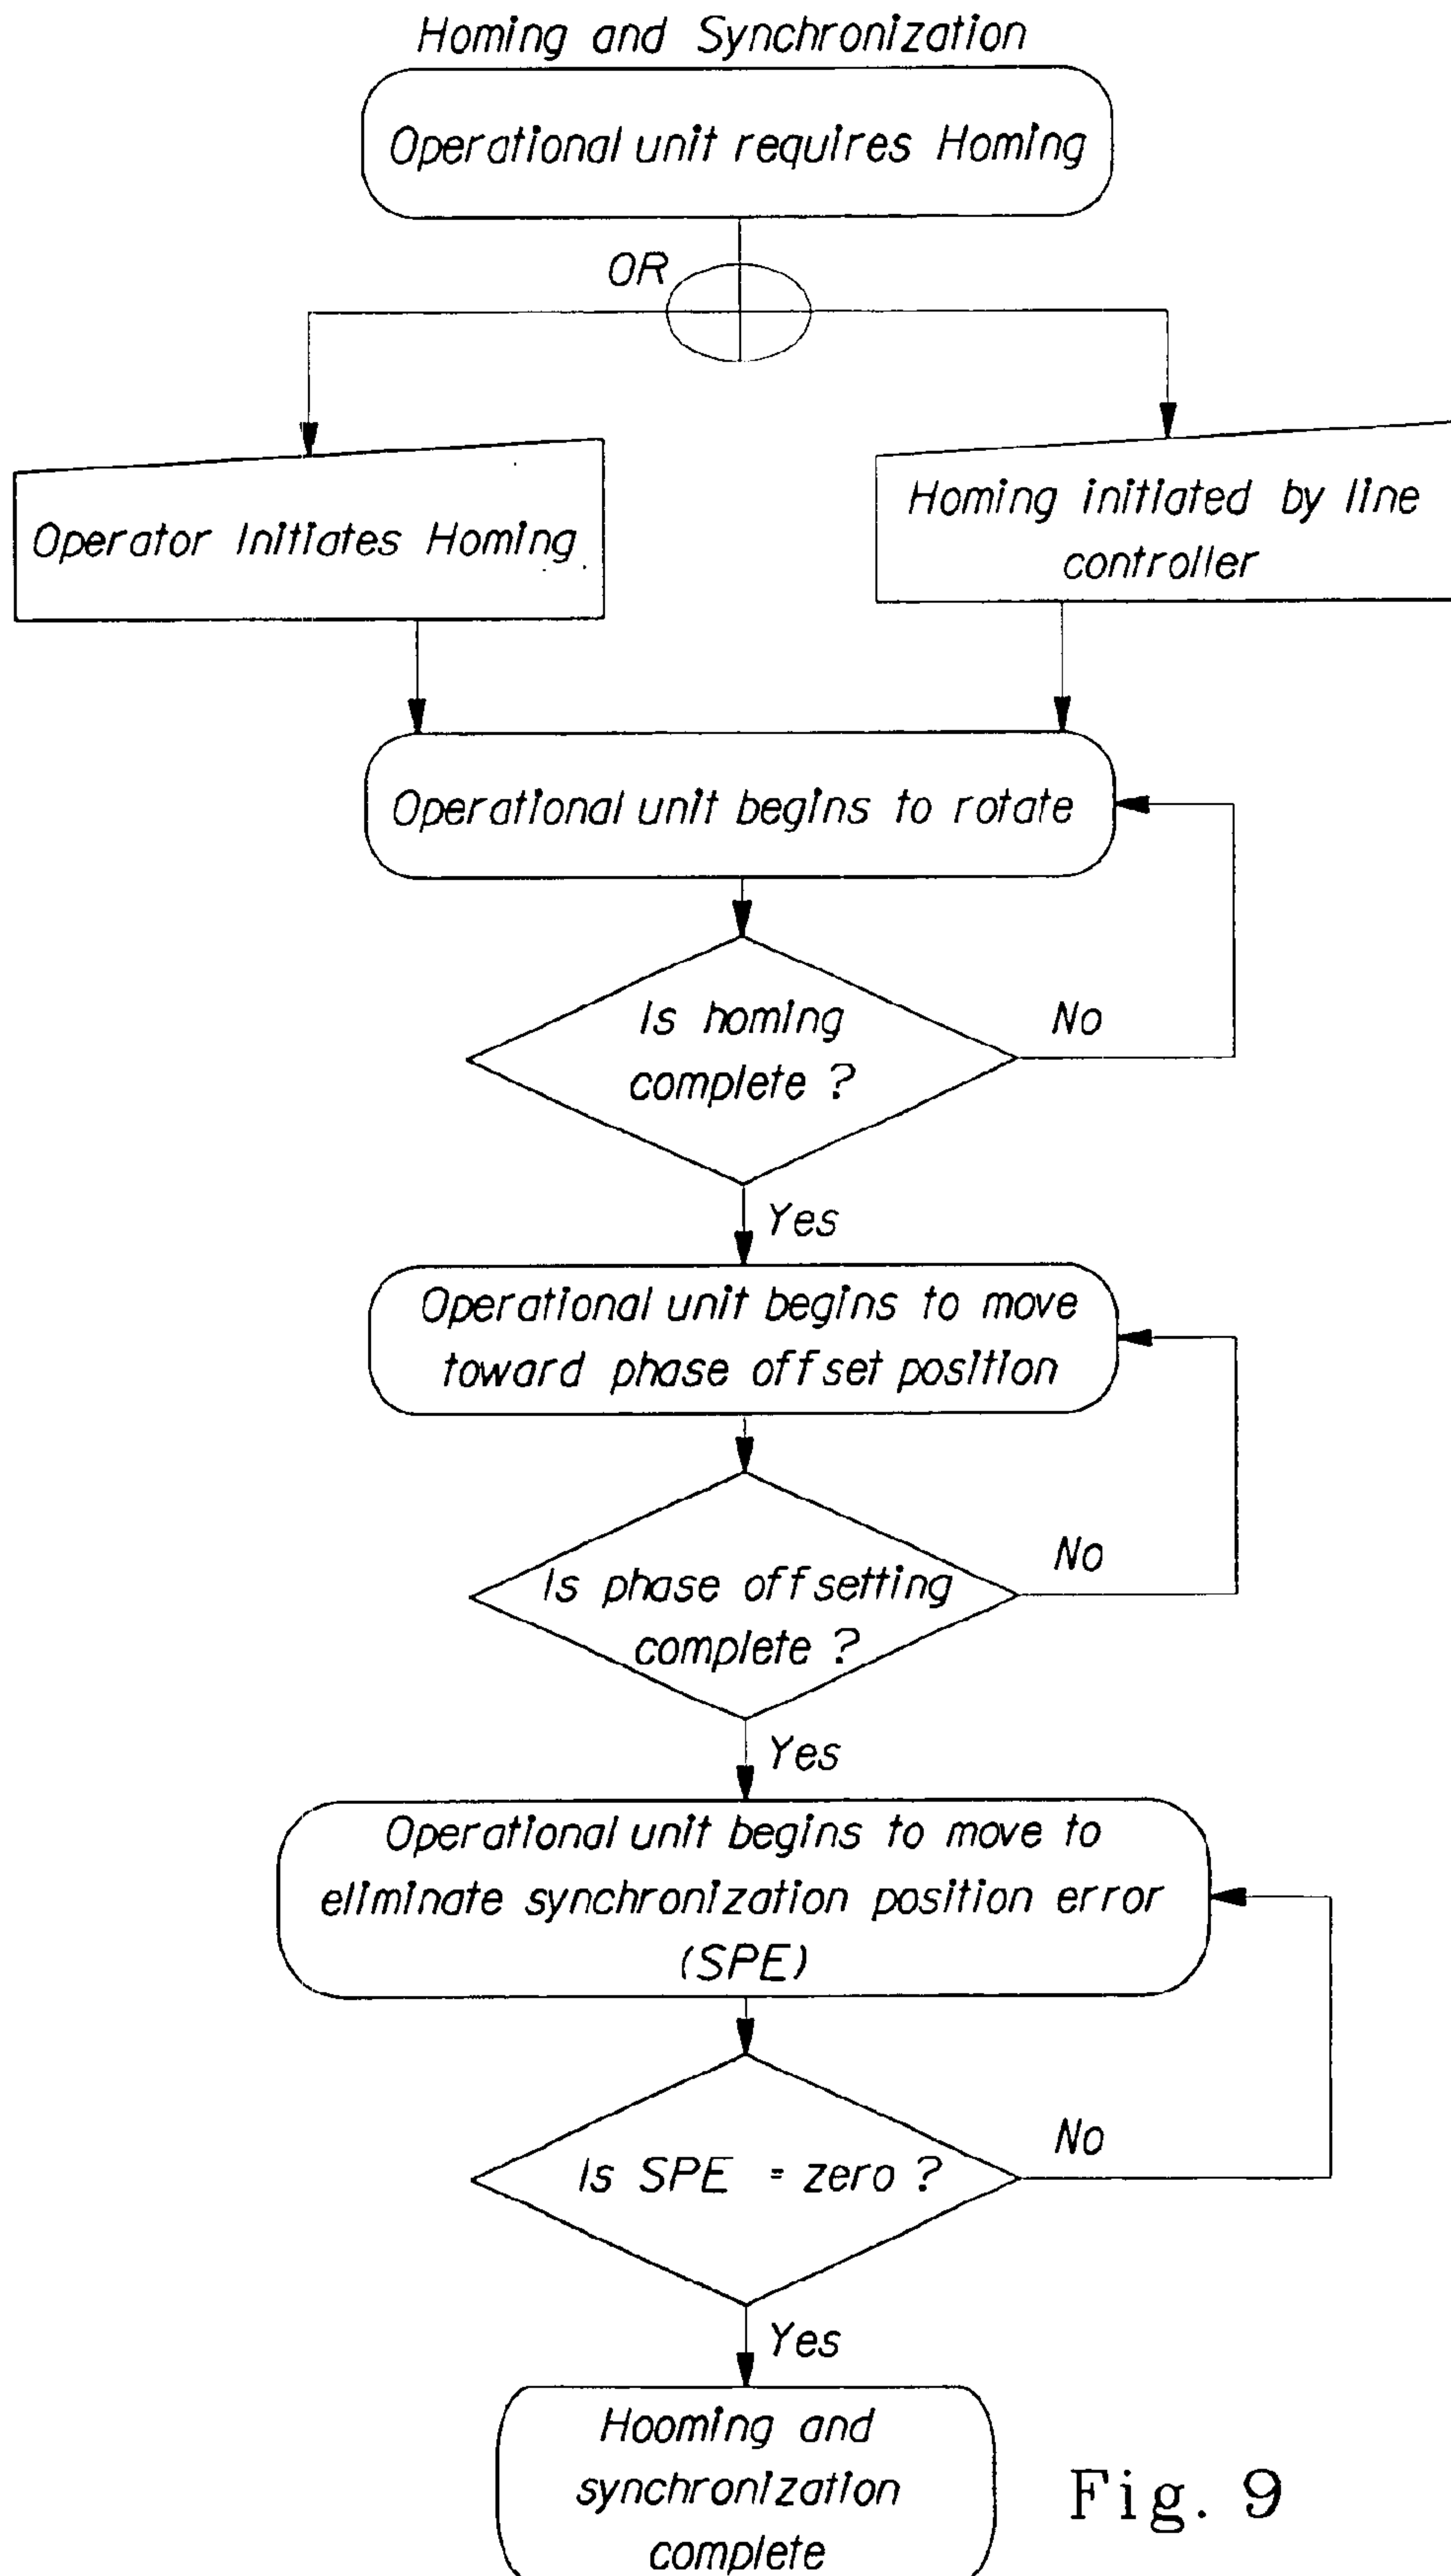 Homing and Synchronization
Operational unit requires Homing
OR
Operator Initiates Homing
Homing initiated by line
controller
Operational unit begins to rotate
Is homing
complete ?
No
Yes
Operational unit begins to move
toward phase offset position
Is phase offsetting
complete ?
No
Yes
Operational unit begins to move to
eliminate synchronization position error
(SPE)
Is SPE = zero ?
No
Yes
Hooming and
synchronization
complete
Fig. 9